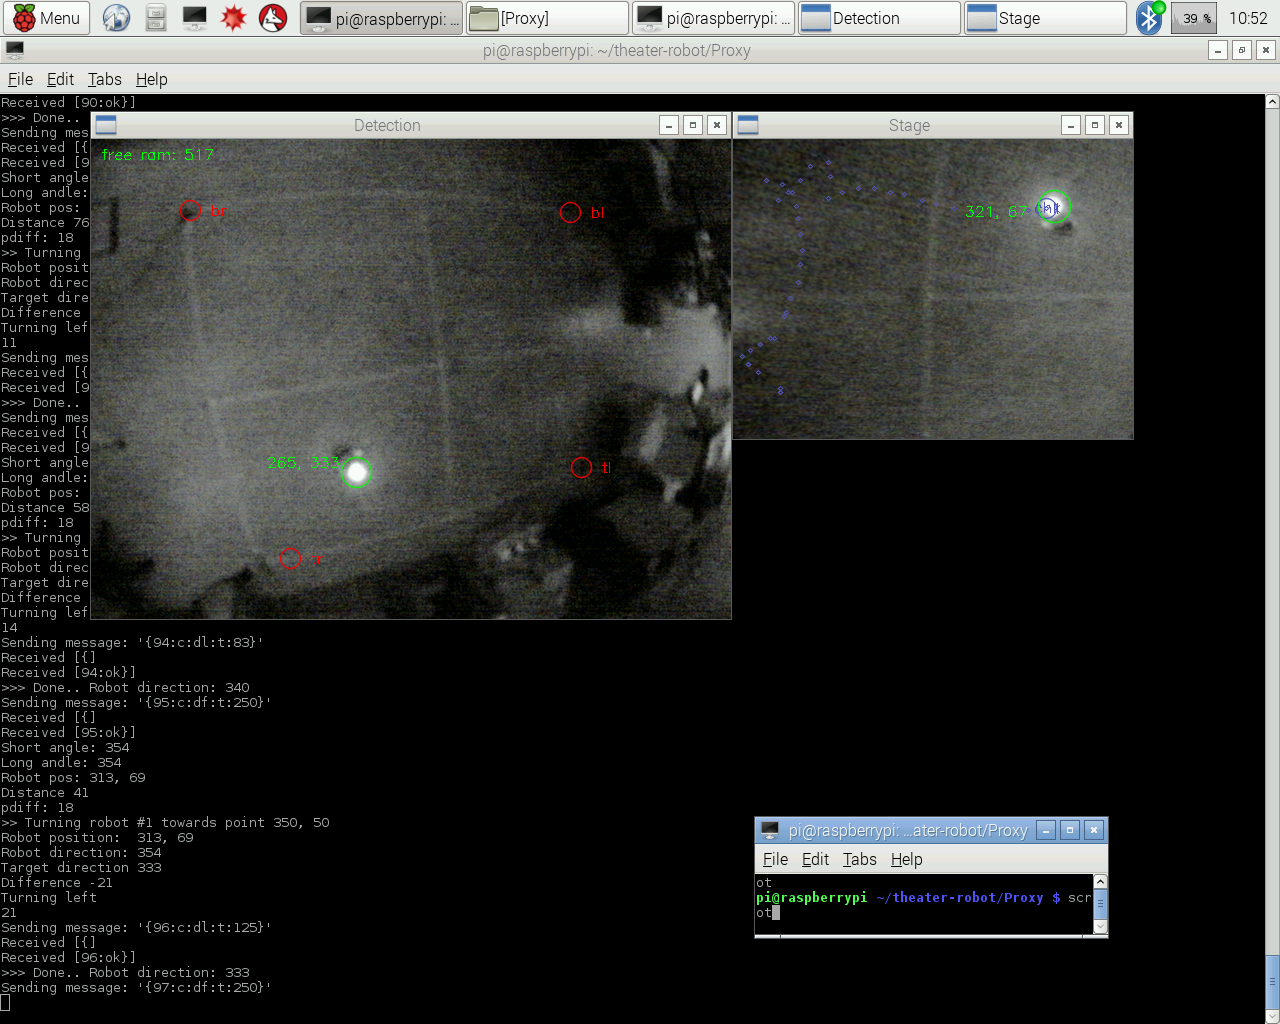 Menu
pi@raspberrypi: ...
[Proxy]
pi@raspberrypi: ...
Detection
Stage
39 %
10:52
pi@raspberrypi: ~/theater-robot/Proxy
File Edit Tabs Help
Received [90:ok}]
>>> Done..
Sending mes
Received [{
Received [9
Short angle
Long andle:
Robot pos:
Distance 76
pdiff: 18
>> Turning
Robot posit
Robot direc
Target dire
Difference
Turning lef
11
Sending mes
Received [{
Received [9
>>> Done..
Sending mes
Received [{
Received [9
Short angle
Long andle:
Robot pos:
Distance 58
pdiff: 18
>> Turning
Robot posit
Robot direc
Target dire
Difference
Turning lef
14
Sending message: '{94:c:dl:t:83}'
Received [{]
Received [94:ok}]
>>> Done.. Robot direction: 340
Sending message: '{95:c:df:t:250}'
Received [{]
Received [95:ok}]
Short angle: 354
Long andle: 354
Robot pos: 313, 69
Distance 41
pdiff: 18
>> Turning robot #1 towards point 350, 50
Robot position:  313, 69
Robot direction: 354
Target direction 333
Difference -21
Turning left
21
Sending message: '{96:c:dl:t:125}'
Received [{]
Received [96:ok}]
>>> Done.. Robot direction: 333
Sending message: '{97:c:df:t:250}'
Detection
free ram: 517
br
bl
265, 333
tl
Stage
321, 67
pi@raspberrypi: ...ater-robot/Proxy
File Edit Tabs Help
ot
pi@raspberrypi ~/theater-robot/Proxy $ scr
ot